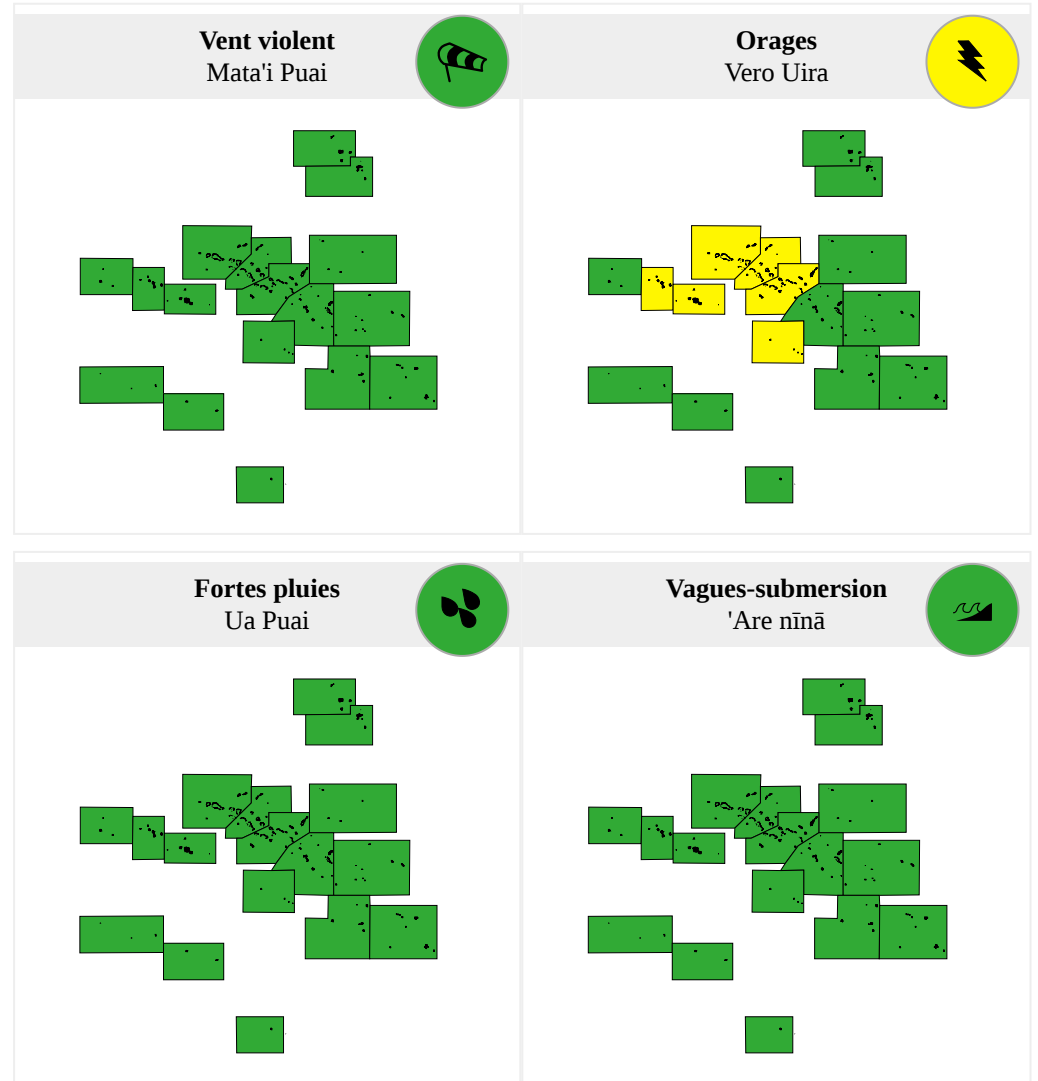 Vent violent
Mata'i Puai
Orages
Vero Uira
Fortes pluies
Ua Puai
Vagues-submersion
'Are nīnā